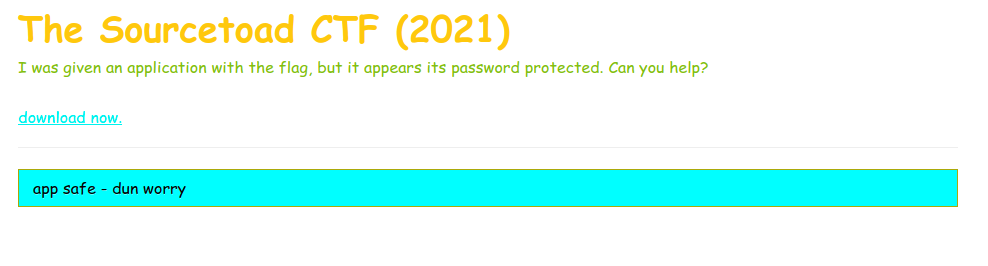 The Sourcetoad CTF (2021)
I was given an application with the flag, but it appears its password protected. Can you help?
download now.
app safe - dun worry